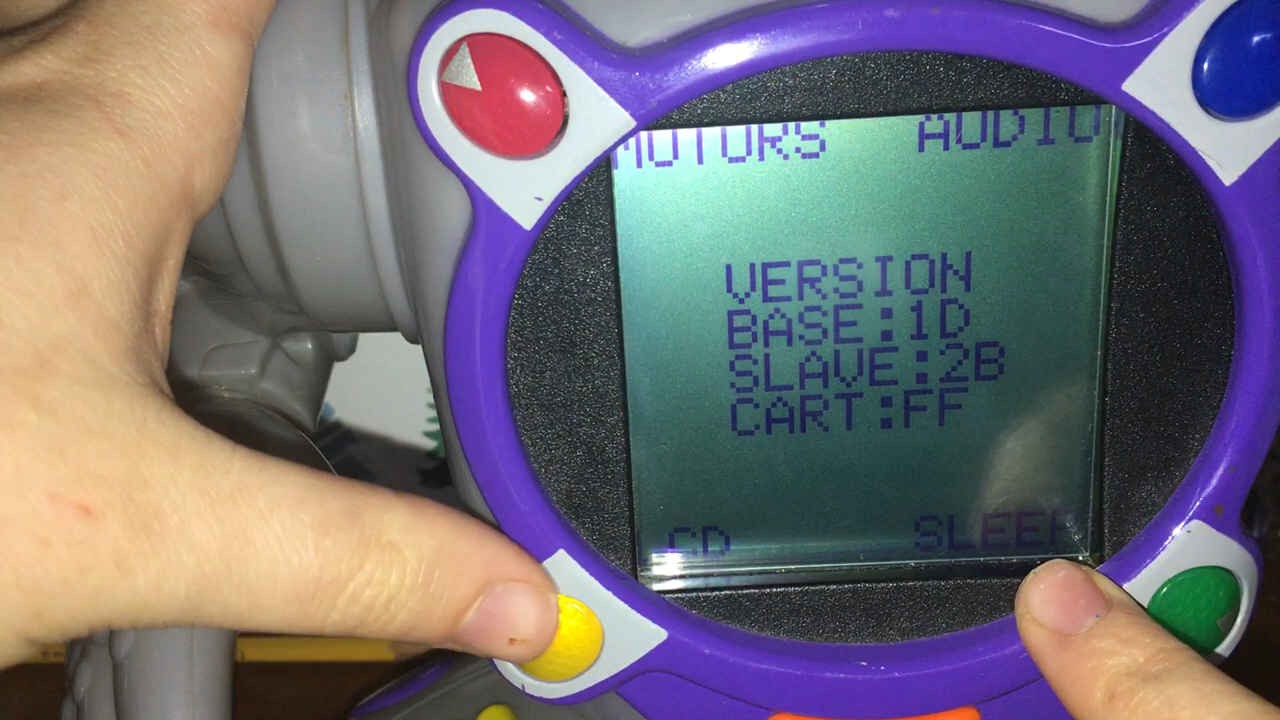 MOTORS AUDIO
VERSION
BASE:1D
SLAVE:2B
CART:FF
CD SLEEP